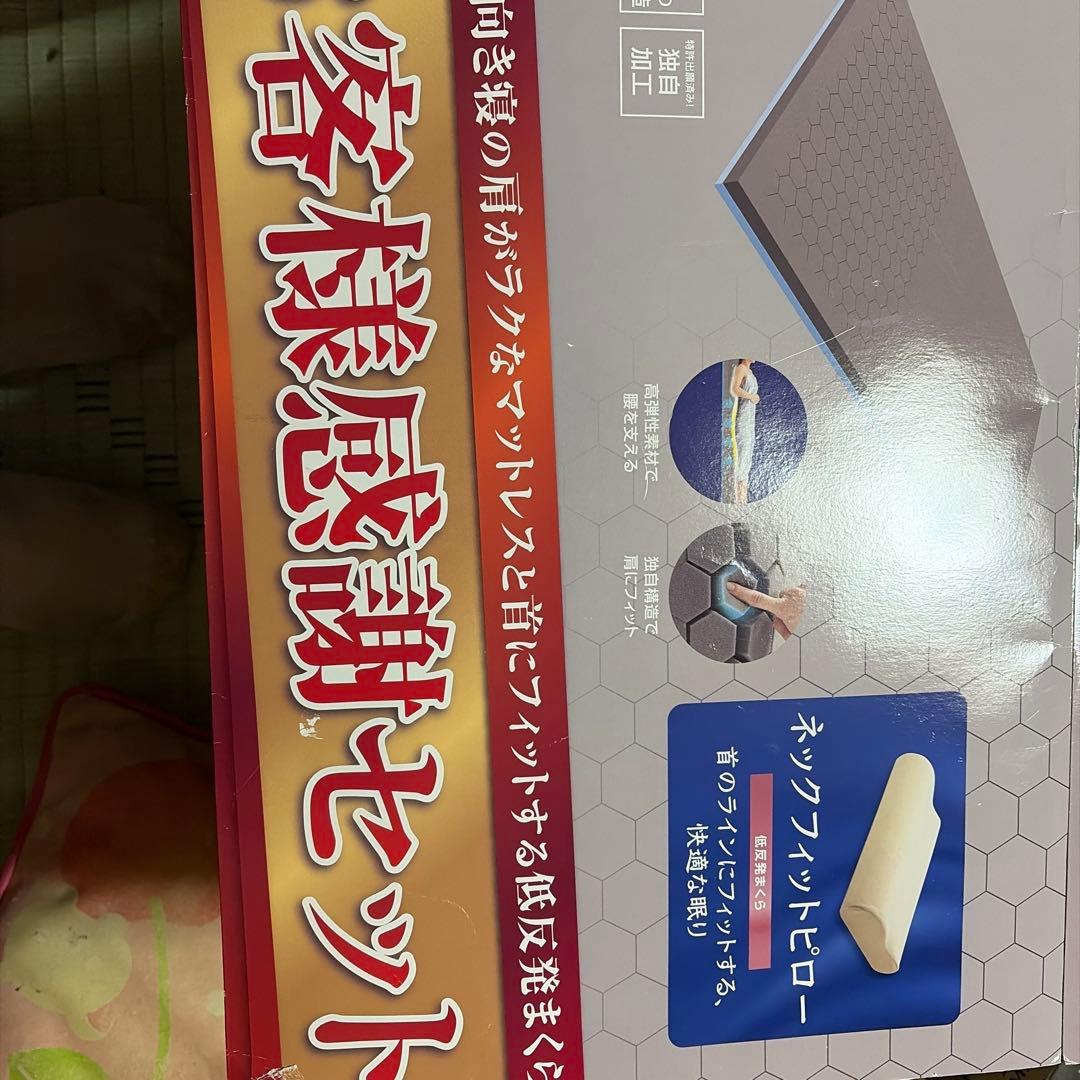 特許出願済み!
独自
加工
高弾性素材で
腰を支える
独自構造で
肩にフィット
ネックフィットピロー
低反発まくら
首のラインにフィットする、
快適な眠り
向き寝の肩がラクなマットレスと首にフィットする低反発まくら
客様感謝セット